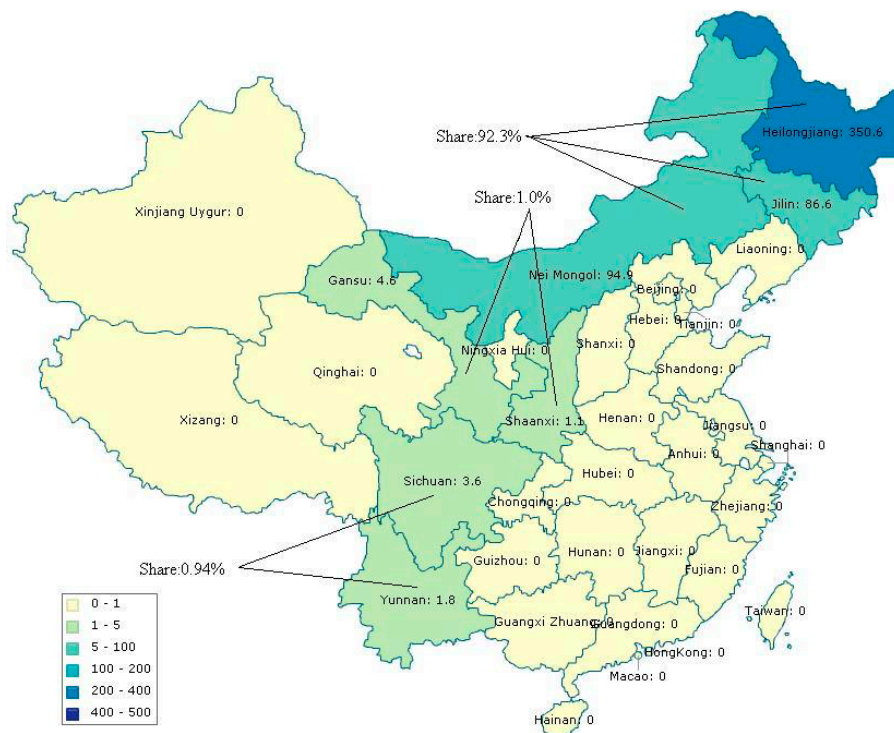 Share:92.3%
Heilongjiang: 350.6
Share:1.0%
Jilin: 86.6
Xinjiang Uygur: 0
Liaoning: 0
Gansu: 4.6
Nei Mongol: 94.9
Beijing: 0
Hebei: 0
Tianjin: 0
Ningxia Hui: 0
Shanxi: 0
Qinghai: 0
Shandong: 0
Xizang: 0
Shaanxi: 1.1
Henan: 0
Jiangsu: 0
Shanghai: 0
Anhui: 0
Sichuan: 3.6
Hubei: 0
Chongqing: 0
Zhejiang: 0
Share:0.94%
Guizhou: 0
Hunan: 0
Jiangxi: 0
Fujian: 0
Yunnan: 1.8
Taiwan: 0
Guangxi Zhuang: 0
Guangdong: 0
HongKong: 0
Macao: 0
Hainan: 0
0 - 1
1 - 5
5 - 100
100 - 200
200 - 400
400 - 500